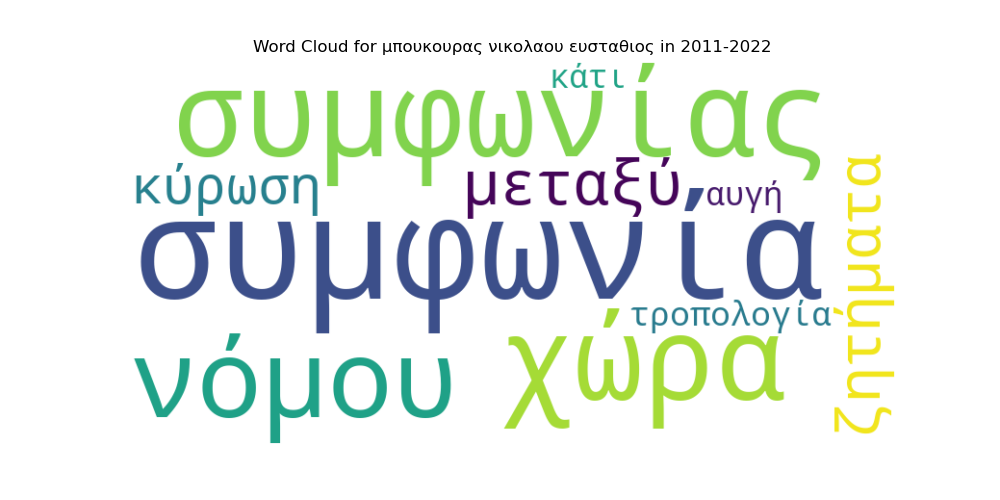 Word Cloud for μπουκουρας νικολαου ευσταθιος in 2011-2022
κάτι
συμφωνίας
κύρωση
μεταξύ
αυγή
συμφωνία
ζητήματα
τροπολογία
νόμου
χώρα